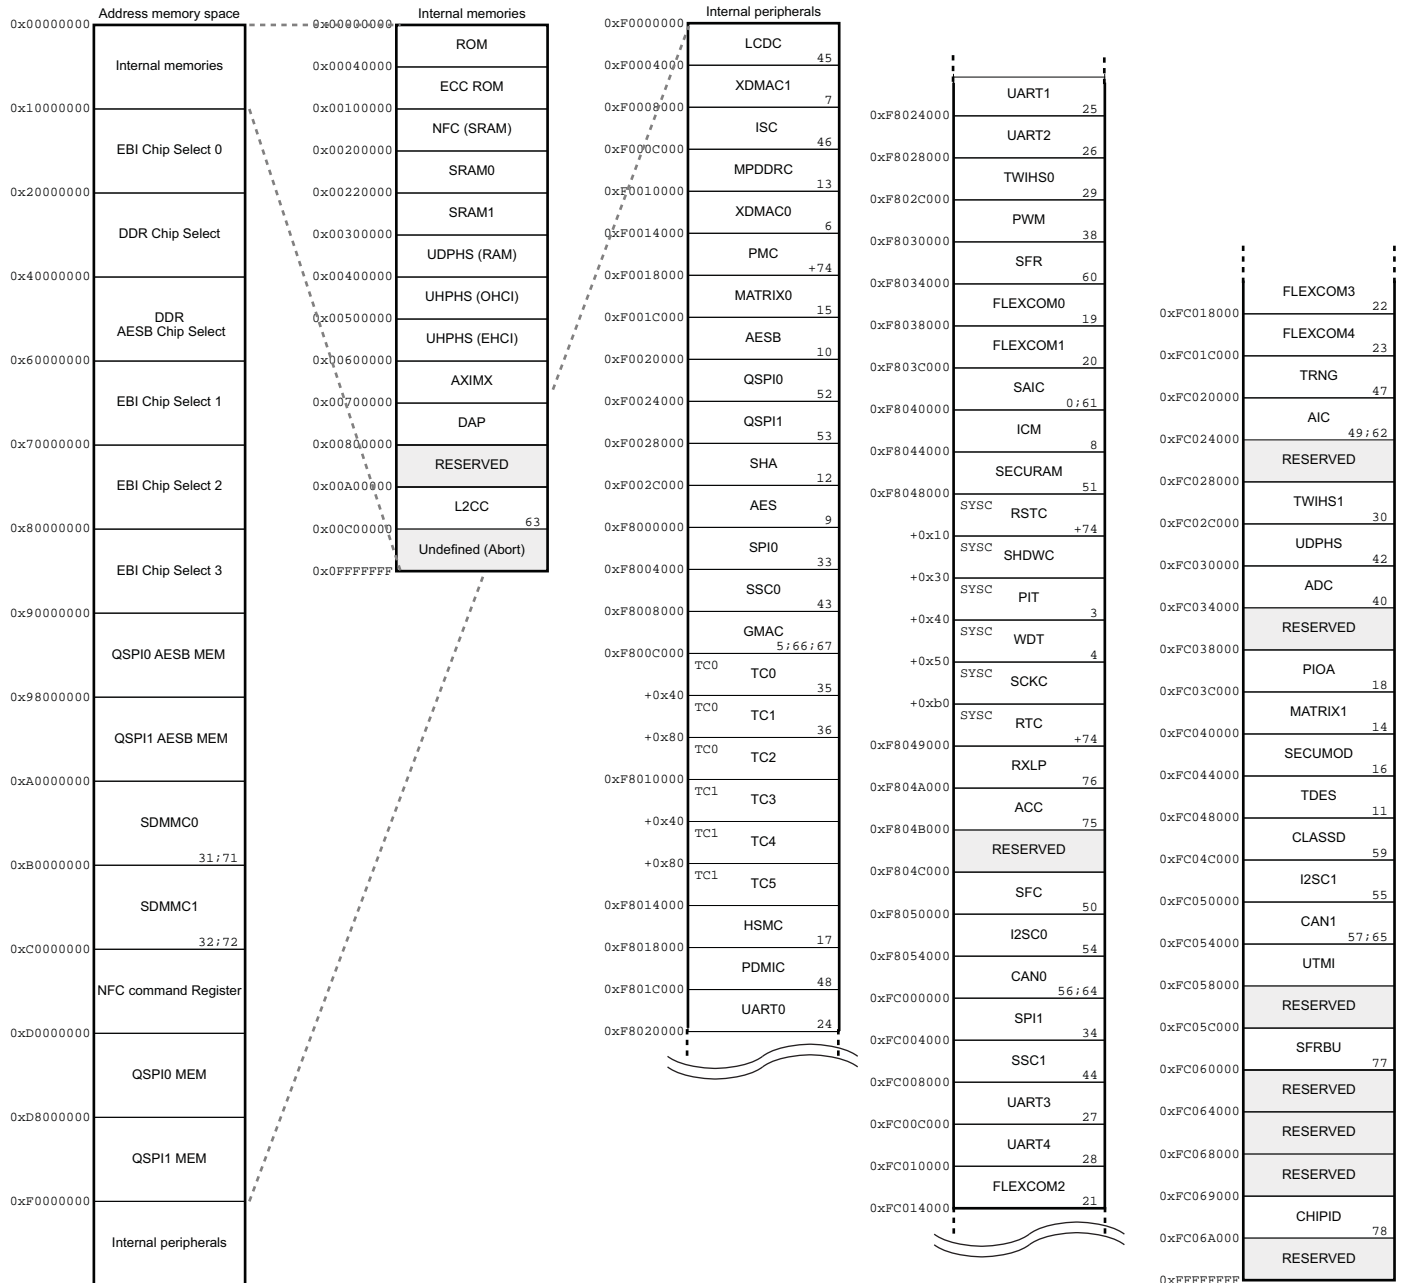 Address memory space
0x00000000
Internal memories
0x10000000
EBI Chip Select 0
0x20000000
DDR Chip Select
0x40000000
DDR
AESB Chip Select
0x60000000
EBI Chip Select 1
0x70000000
EBI Chip Select 2
0x80000000
EBI Chip Select 3
0x90000000
QSPI0 AESB MEM
0x98000000
QSPI1 AESB MEM
0xA0000000
SDMMC0
31;71
0xB0000000
SDMMC1
32;72
0xC0000000
NFC command Register
0xD0000000
QSPI0 MEM
0xD8000000
QSPI1 MEM
0xF0000000
Internal peripherals
Internal memories
0x00000000
ROM
0x00040000
ECC ROM
0x00100000
NFC (SRAM)
0x00200000
SRAM0
0x00220000
SRAM1
0x00300000
UDPHS (RAM)
0x00400000
UHPHS (OHCI)
0x00500000
UHPHS (EHCI)
0x00600000
AXIMX
0x00700000
DAP
0x00800000
RESERVED
0x00A00000
L2CC
63
0x00C00000
Undefined (Abort)
0x0FFFFFFF
Internal peripherals
0xF0000000
LCDC
45
0xF0004000
XDMAC1
7
0xF0008000
ISC
46
0xF000C000
MPDDRC
13
0xF0010000
XDMAC0
6
0xF0014000
PMC
+74
0xF0018000
MATRIX0
15
0xF001C000
AESB
10
0xF0020000
QSPI0
52
0xF0024000
QSPI1
53
0xF0028000
SHA
12
0xF002C000
AES
9
0xF8000000
SPI0
33
0xF8004000
SSC0
43
0xF8008000
GMAC
5;66;67
0xF800C000
TC0
TC0
35
+0x40
TC0
TC1
36
+0x80
TC0
TC2
0xF8010000
TC1
TC3
+0x40
TC1
TC4
+0x80
TC1
TC5
0xF8014000
HSMC
17
0xF8018000
PDMIC
48
0xF801C000
UART0
24
0xF8020000
UART1
25
0xF8024000
UART2
26
0xF8028000
TWIHS0
29
0xF802C000
PWM
38
0xF8030000
SFR
60
0xF8034000
FLEXCOM0
19
0xF8038000
FLEXCOM1
20
0xF803C000
SAIC
0;61
0xF8040000
ICM
8
0xF8044000
SECURAM
51
0xF8048000
SYSC
RSTC
+74
+0x10
SYSC
SHDWC
+0x30
SYSC
PIT
3
+0x40
SYSC
WDT
4
+0x50
SYSC
SCKC
+0xb0
SYSC
RTC
+74
0xF8049000
RXLP
76
0xF804A000
ACC
75
0xF804B000
RESERVED
0xF804C000
SFC
50
0xF8050000
I2SC0
54
0xF8054000
CAN0
56;64
0xFC000000
SPI1
34
0xFC004000
SSC1
44
0xFC008000
UART3
27
0xFC00C000
UART4
28
0xFC010000
FLEXCOM2
21
0xFC014000
FLEXCOM3
22
0xFC018000
FLEXCOM4
23
0xFC01C000
TRNG
47
0xFC020000
AIC
49;62
0xFC024000
RESERVED
0xFC028000
TWIHS1
30
0xFC02C000
UDPHS
42
0xFC030000
ADC
40
0xFC034000
RESERVED
0xFC038000
PIOA
18
0xFC03C000
MATRIX1
14
0xFC040000
SECUMOD
16
0xFC044000
TDES
11
0xFC048000
CLASSD
59
0xFC04C000
I2SC1
55
0xFC050000
CAN1
57;65
0xFC054000
UTMI
0xFC058000
RESERVED
0xFC05C000
SFRBU
77
0xFC060000
RESERVED
0xFC064000
RESERVED
0xFC068000
RESERVED
0xFC069000
CHIPID
78
0xFC06A000
RESERVED
0xFFFFFFFF